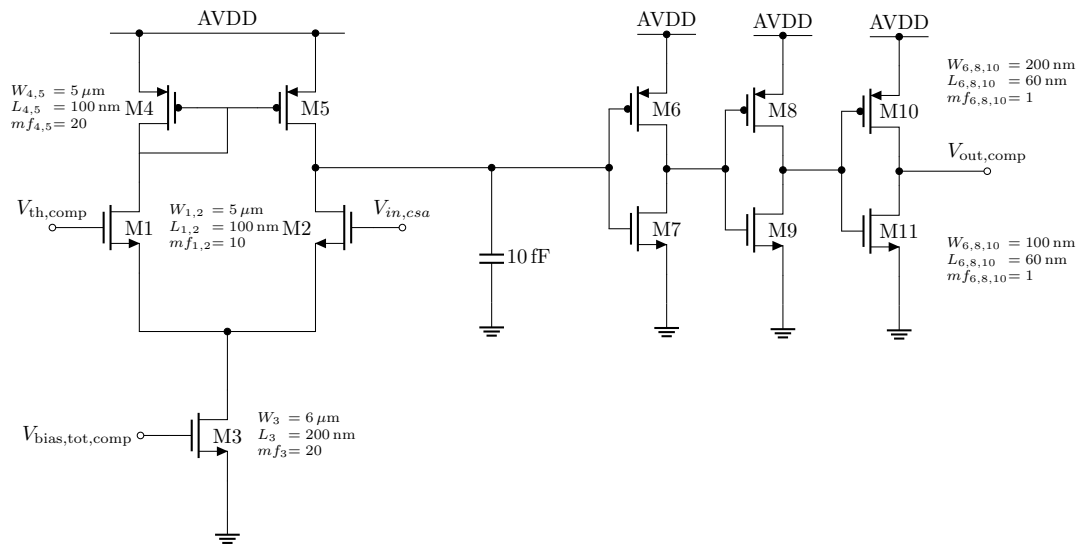 AVDD
AVDD
AVDD
AVDD
W4,5 = 5 μm
L4,5 = 100 nm
mf4,5 = 20
M4
M5
M6
M8
M10
W6,8,10 = 200 nm
L6,8,10 = 60 nm
mf6,8,10 = 1
Vout,comp
Vth,comp
M1
W1,2 = 5 μm
L1,2 = 100 nm
mf1,2 = 10
M2
Vin,csa
10 fF
M7
M9
M11
W6,8,10 = 100 nm
L6,8,10 = 60 nm
mf6,8,10 = 1
Vbias,tot,comp
M3
W3 = 6 μm
L3 = 200 nm
mf3 = 20